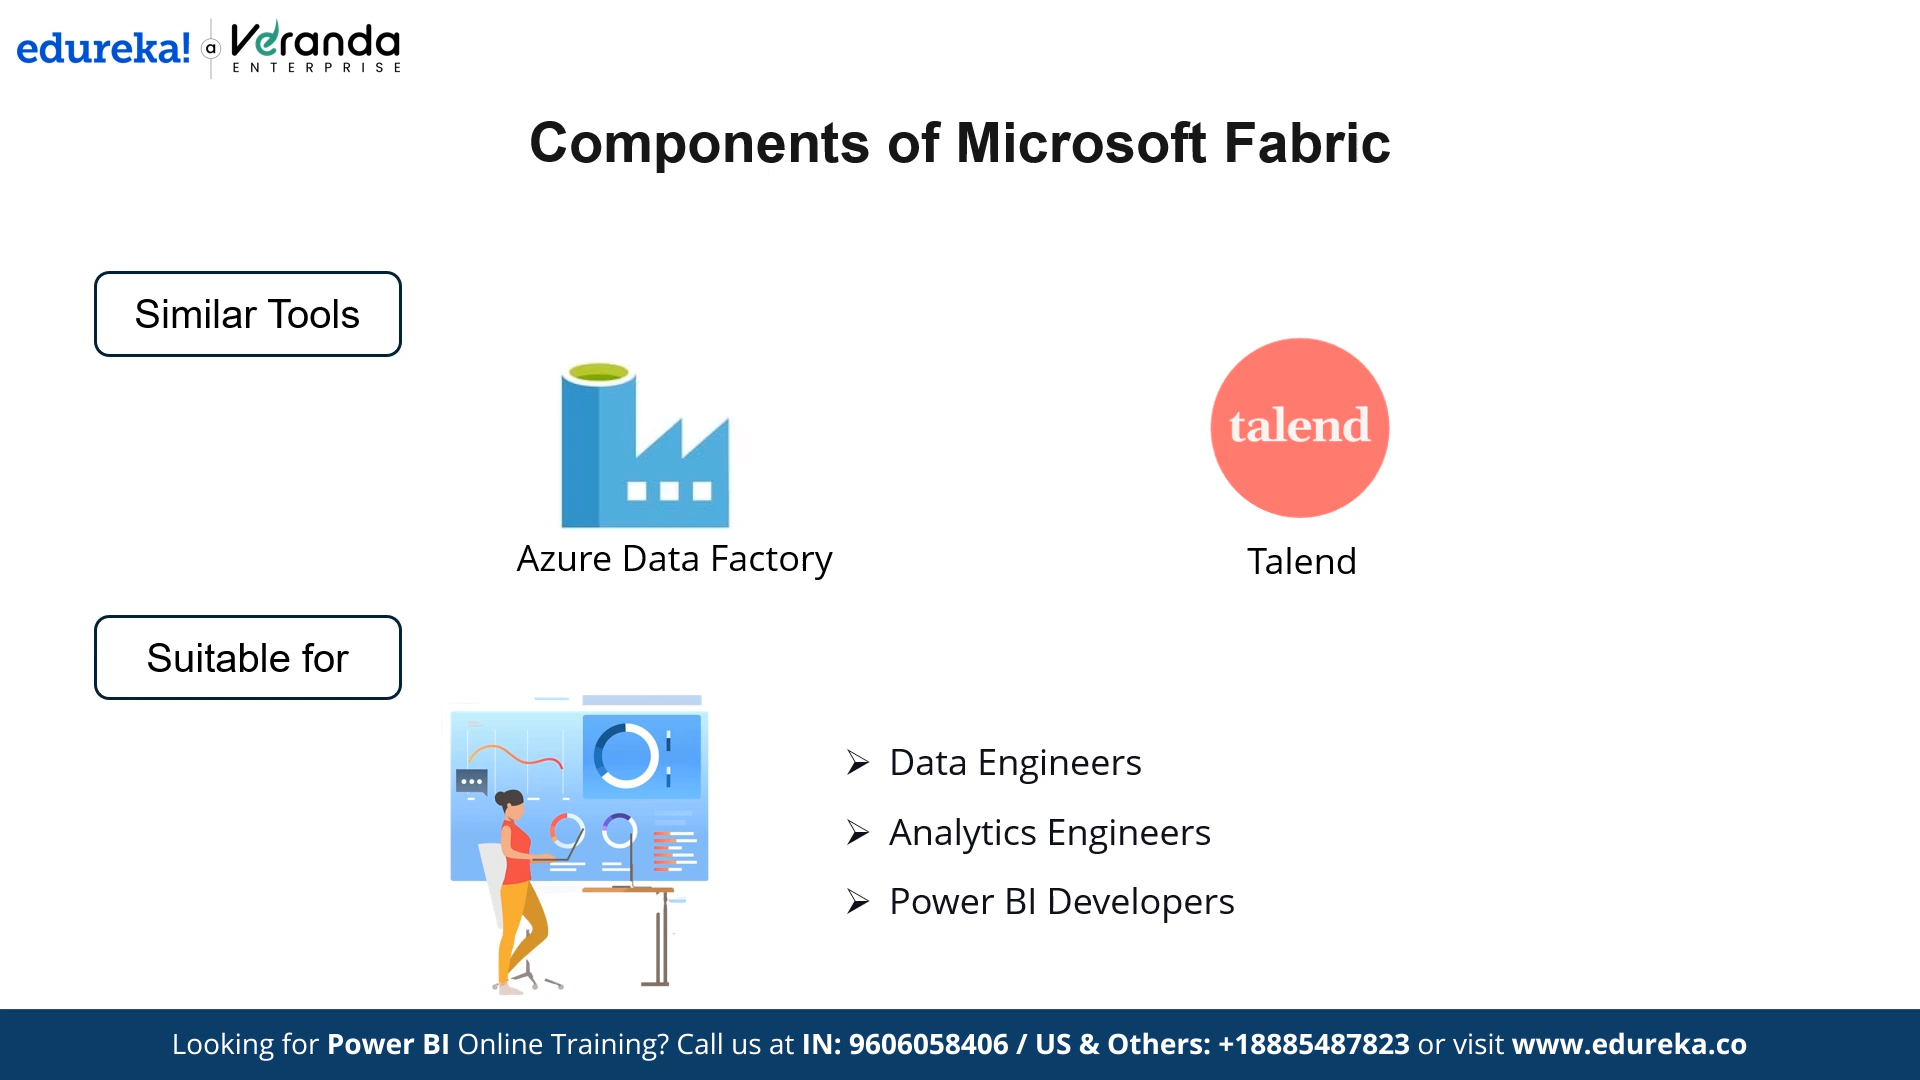 edureka! a Veranda
ENTERPRISE
Components of Microsoft Fabric
Similar Tools
talend
Azure Data Factory
Talend
Suitable for
Data Engineers
Analytics Engineers
Power BI Developers
Looking for Power BI Online Training? Call us at IN: 9606058406 / US & Others: +18885487823 or visit www.edureka.co